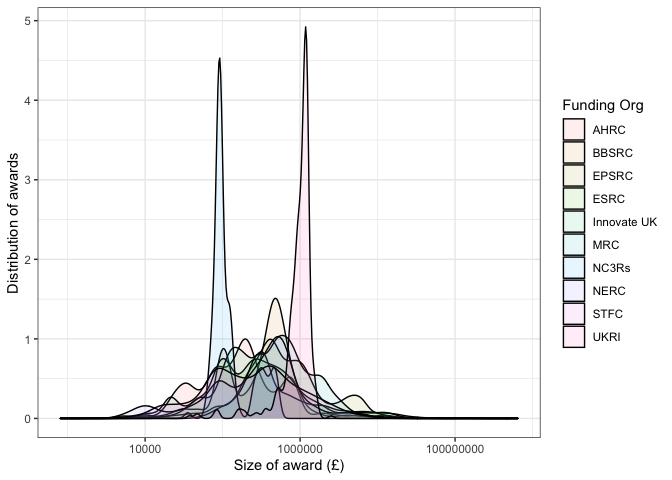 5
4
3
2
1
0
Distribution of awards
10000
1000000
100000000
Size of award (£)
Funding Org
AHRC
BBSRC
EPSRC
ESRC
Innovate UK
MRC
NC3Rs
NERC
STFC
UKRI